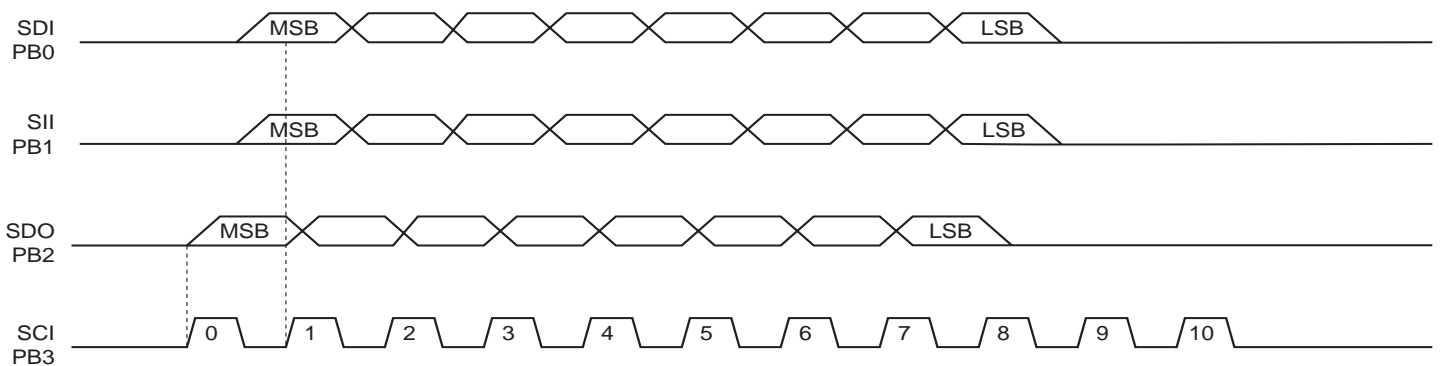 SDI
PB0
MSB LSB
SII
PB1
MSB LSB
SDO
PB2
MSB LSB
SCI
PB3
0 1 2 3 4 5 6 7 8 9 10